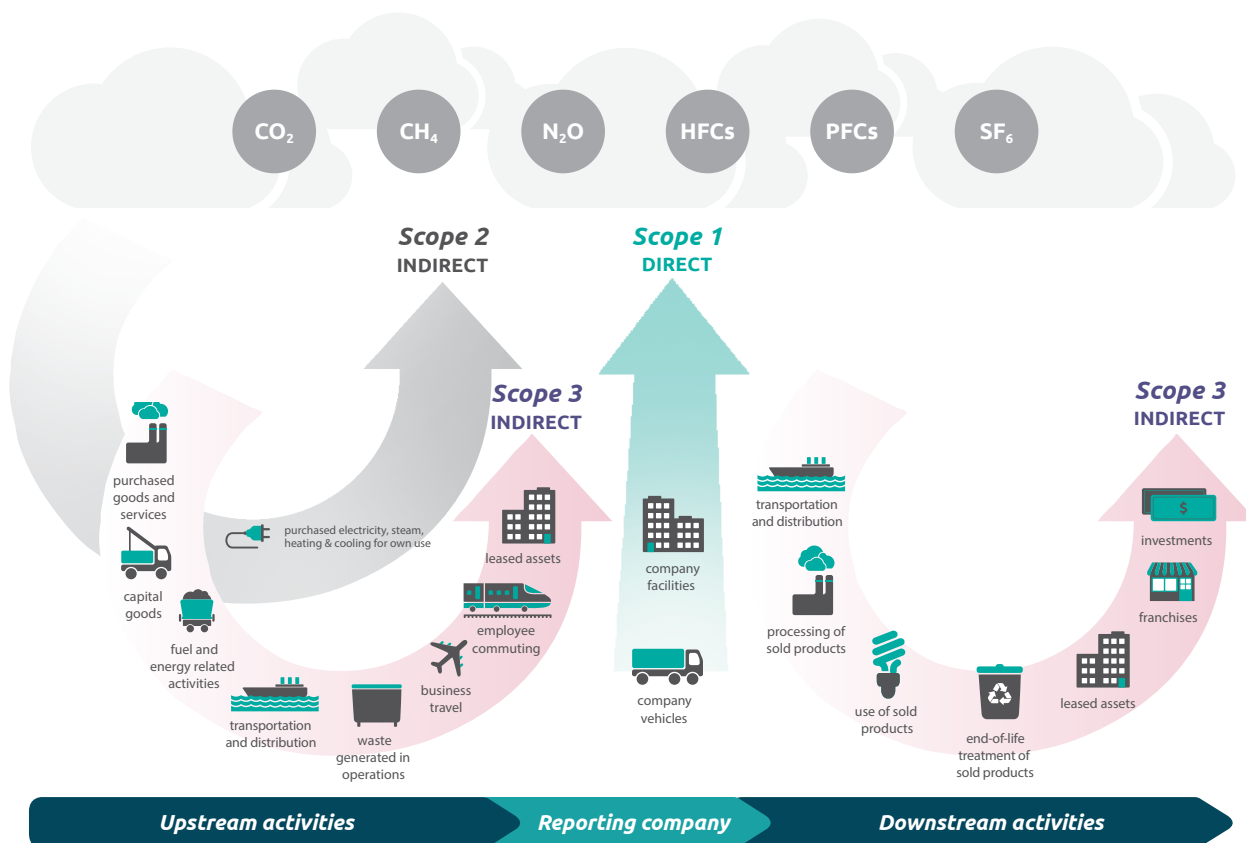 CO₂
CH₄
N₂O
HFCs
PFCs
SF₆
Scope 2
INDIRECT
Scope 1
DIRECT
Scope 3
INDIRECT
Scope 3
INDIRECT
purchased
goods and
services
capital
goods
fuel and
energy related
activities
purchased electricity, steam,
heating & cooling for own use
transportation
and distribution
waste
generated in
operations
business
travel
employee
commuting
leased assets
company
facilities
company
vehicles
transportation
and distribution
processing of
sold products
use of sold
products
end-of-life
treatment of
sold products
leased assets
franchises
$
investments
Upstream activities
Reporting company
Downstream activities